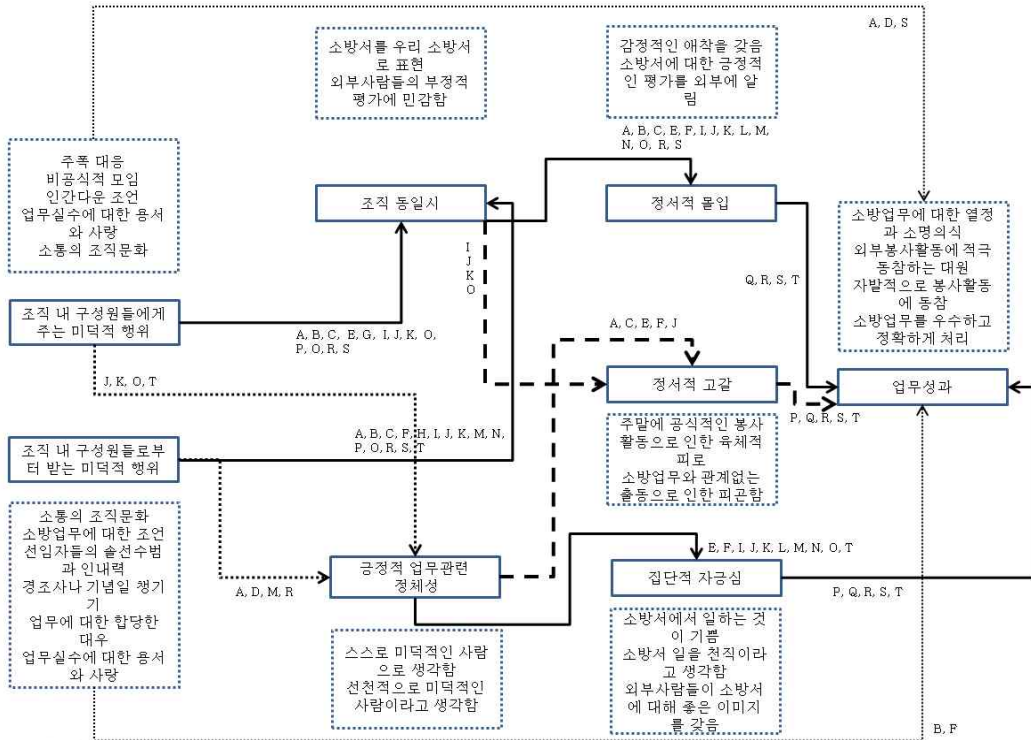 A, D, S
소방서를 우리 소방서
로 표현
외부사람들의 부정적
평가에 민감함
감정적인 애착을 갖음
소방서에 대한 긍정적
인 평가를 외부에 알
림
A, B, C, E, F, I, J, K, L, M,
N, O, R, S
주폭 대응
비공식적 모임
인간다운 조언
업무실수에 대한 용서
와 사랑
소통의 조직문화
조직 동일시
정서적 몰입
소방업무에 대한 열정
과 소명의식
외부봉사활동에 적극
동참하는 대원
자발적으로 봉사활동
에 동참
소방업무를 우수하고
정확하게 처리
I J K O
Q, R, S, T
조직 내 구성원들에게
주는 미덕적 행위
A, B, C, E, G, I, J, K, O,
P, O, R, S
A, C, E, F, J
J, K, O, T
정서적 고갈
업무성과
P, Q, R, S, T
조직 내 구성원들로부
터 받는 미덕적 행위
A, B, C, F, H, I, J, K, M, N,
P, O, R, S, T
주말에 공식적인 봉사
활동으로 인한 육체적
피로
소방업무와 관계없는
출동으로 인한 피곤함
소통의 조직문화
소방업무에 대한 조언
선임자들의 솔선수범
과 인내력
경조사나 기념일 챙기
기
업무에 대한 합당한
대우
업무실수에 대한 용서
와 사랑
A, D, M, R
긍정적 업무관련
정체성
E, F, I, J, K, L, M, N, O, T
집단적 자긍심
P, Q, R, S, T
스스로 미덕적인 사람
으로 생각함
선천적으로 미덕적인
사람이라고 생각함
소방서에서 일하는 것
이 기쁨
소방서 일을 천직이라
고 생각함
외부사람들이 소방서
에 대해 좋은 이미지
를 갖음
B, F